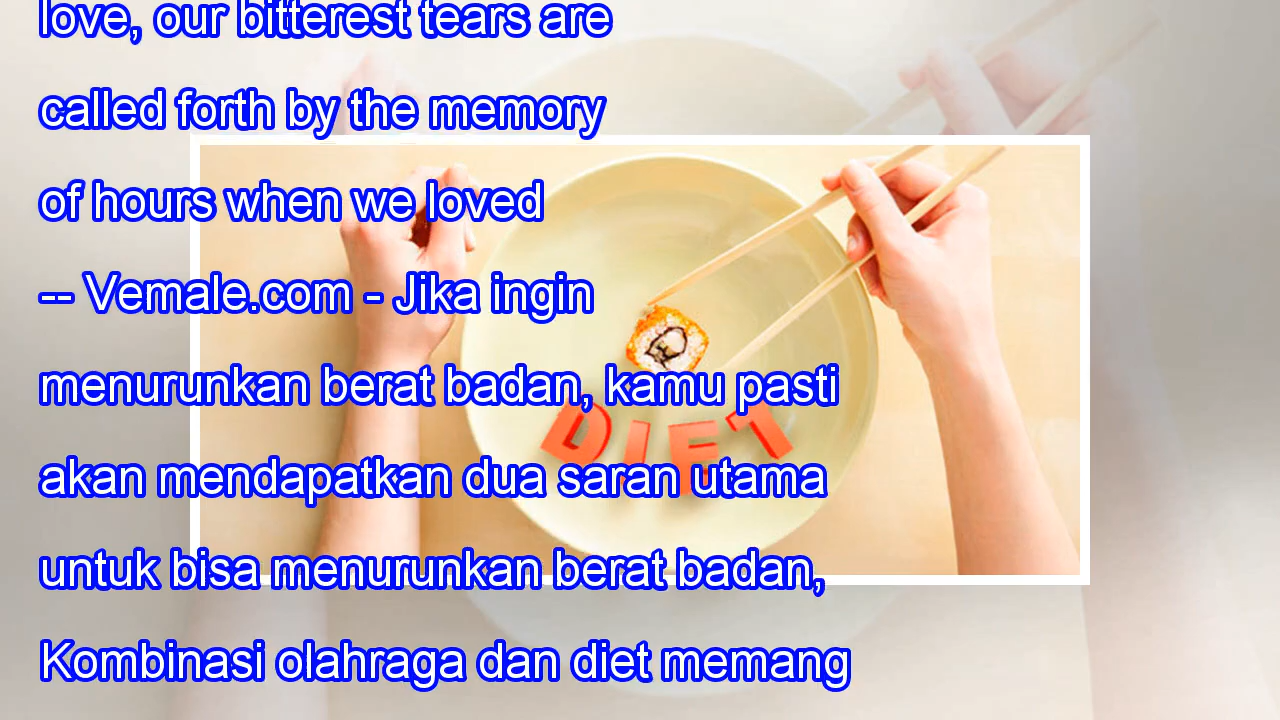 love, our bitterest tears are
called forth by the memory
of hours when we loved
-- Vemale.com - Jika ingin
menurunkan berat badan, kamu pasti
DIET
akan mendapatkan dua saran utama
untuk bisa menurunkan berat badan,
Kombinasi olahraga dan diet memang